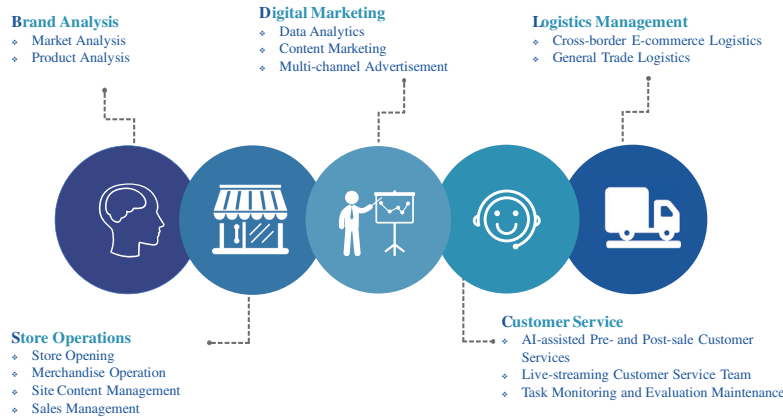 Brand Analysis
❖ Market Analysis
❖ Product Analysis
Digital Marketing
❖ Data Analytics
❖ Content Marketing
❖ Multi-channel Advertisement
Logistics Management
❖ Cross-border E-commerce Logistics
❖ General Trade Logistics
Store Operations
❖ Store Opening
❖ Merchandise Operation
❖ Site Content Management
❖ Sales Management
Customer Service
❖ AI-assisted Pre- and Post-sale Customer
Services
❖ Live-streaming Customer Service Team
❖ Task Monitoring and Evaluation Maintenance